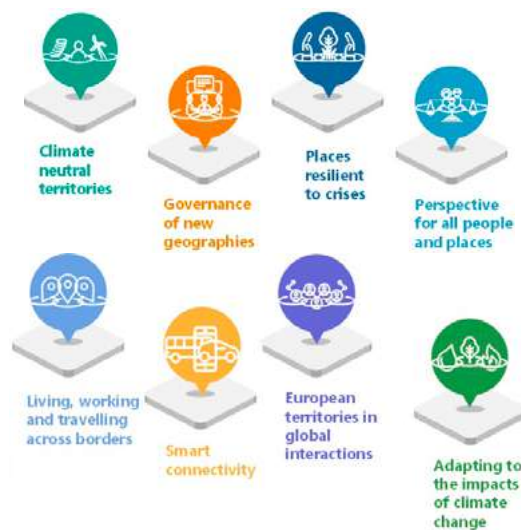 Climate
neutral
territories
Governance
of new
geographies
Places
resilient
to crises
Perspective
for all people
and places
Living, working
and travelling
across borders
Smart
connectivity
European
territories in
global
interactions
Adapting to
the impacts
of climate
change